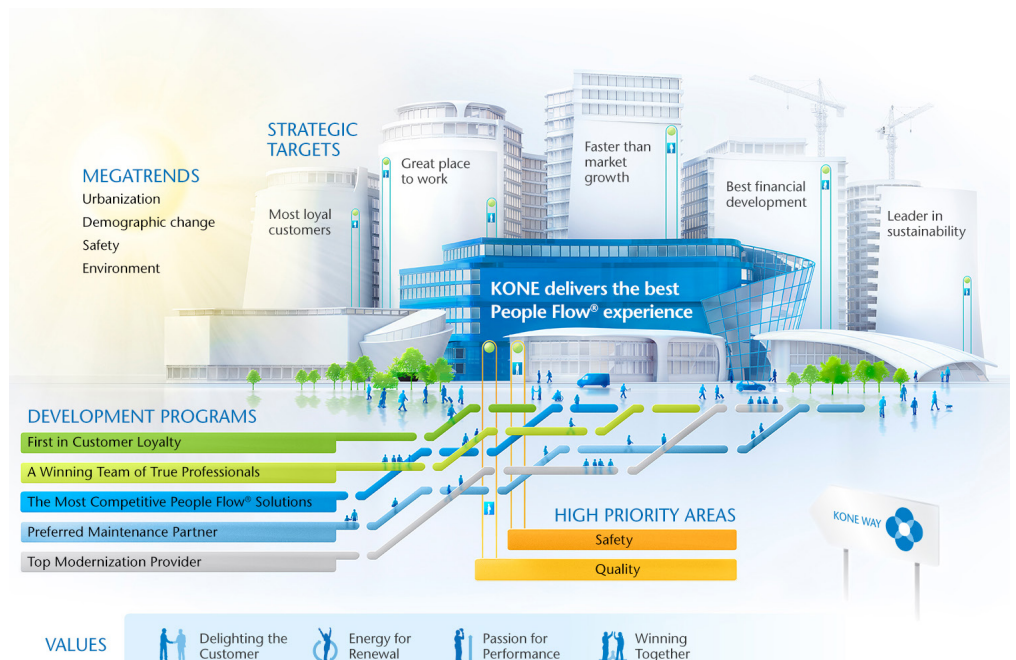 STRATEGIC
TARGETS
MEGATRENDS
Urbanization
Demographic change
Safety
Environment
Most loyal
customers
Great place
to work
Faster than
market
growth
Best financial
development
Leader in
sustainability
KONE delivers the best
People Flow® experience
DEVELOPMENT PROGRAMS
First in Customer Loyalty
A Winning Team of True Professionals
The Most Competitive People Flow® Solutions
Preferred Maintenance Partner
Top Modernization Provider
HIGH PRIORITY AREAS
Safety
Quality
KONE WAY
VALUES
Delighting the
Customer
Energy for
Renewal
Passion for
Performance
Winning
Together